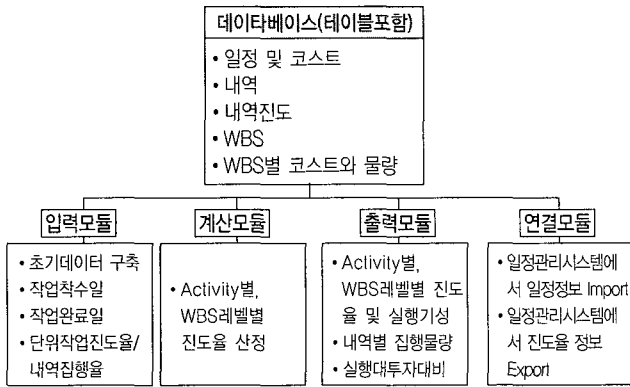 데이타베이스(테이블포함)
• 일정 및 코스트
• 내역
• 내역진도
• WBS
• WBS별 코스트와 물량
입력모듈
• 초기데이터 구축
• 작업착수일
• 작업완료일
• 단위작업진도율/
내역집행율
계산모듈
• Activity별,
WBS레벨별
진도율 산정
출력모듈
• Activity별,
WBS레벨별 진도
율 및 실행기성
• 내역별 집행물량
• 실행대투자대비
연결모듈
• 일정관리시스템에
서 일정정보 Import
• 일정관리시스템에
서 진도율 정보
Export